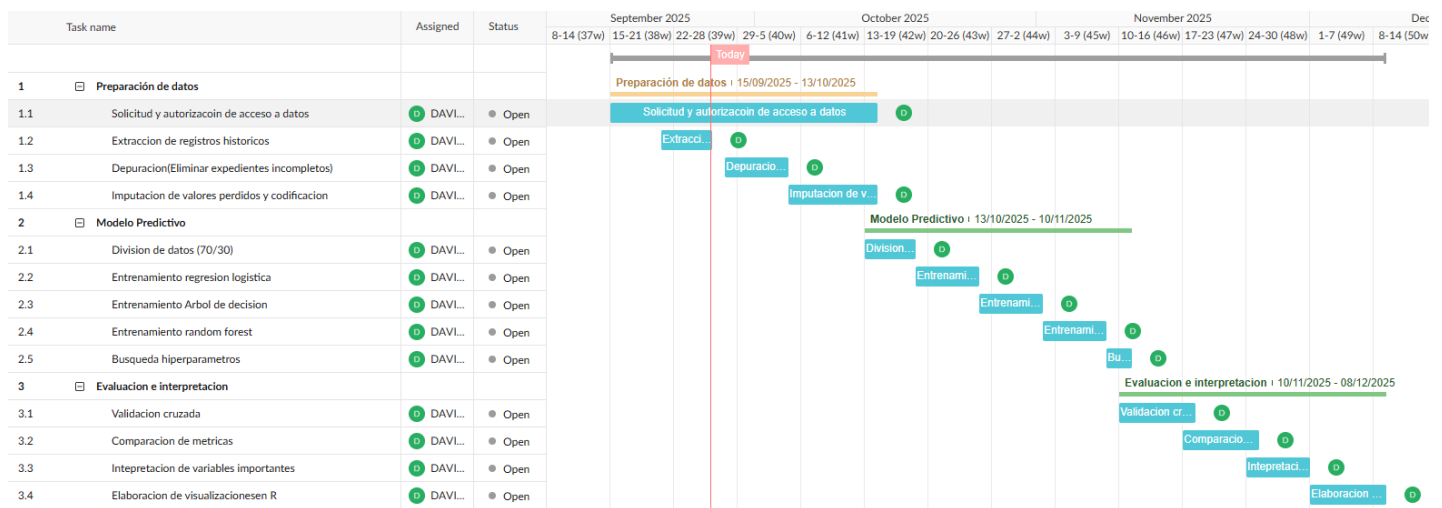 Task name Assigned Status September 2025 October 2025 November 2025 Dec
8-14 (37w) 15-21 (38w) 22-28 (39w) 29-5 (40w) 6-12 (41w) 13-19 (42w) 20-26 (43w) 27-2 (44w) 3-9 (45w) 10-16 (46w) 17-23 (47w) 24-30 (48w) 1-7 (49w) 8-14 (50w
Today
1 Preparación de datos Preparación de datos 15/09/2025 - 13/10/2025
1.1 Solicitud y autorizacoin de acceso a datos D DAVI... Open Solicitud y autorizacoin de acceso a datos D
1.2 Extraccion de registros historicos D DAVI... Open Extracci... D
1.3 Depuracion(Eliminar expedientes incompletos) D DAVI... Open Depuracio... D
1.4 Imputacion de valores perdidos y codificacion D DAVI... Open Imputacion de v... D
2 Modelo Predictivo Modelo Predictivo 13/10/2025 - 10/11/2025
2.1 Division de datos (70/30) D DAVI... Open Division... D
2.2 Entrenamiento regresion logistica D DAVI... Open Entrenami... D
2.3 Entrenamiento Arbol de decision D DAVI... Open Entrenami... D
2.4 Entrenamiento random forest D DAVI... Open Entrenami... D
2.5 Busqueda hiperparametros D DAVI... Open Bu... D
3 Evaluacion e interpretacion Evaluacion e interpretacion 10/11/2025 - 08/12/2025
3.1 Validacion cruzada D DAVI... Open Validacion cr... D
3.2 Comparacion de metricas D DAVI... Open Comparacio... D
3.3 Intepretacion de variables importantes D DAVI... Open Intepretaci... D
3.4 Elaboracion de visualizacionesen R D DAVI... Open Elaboracion ... D